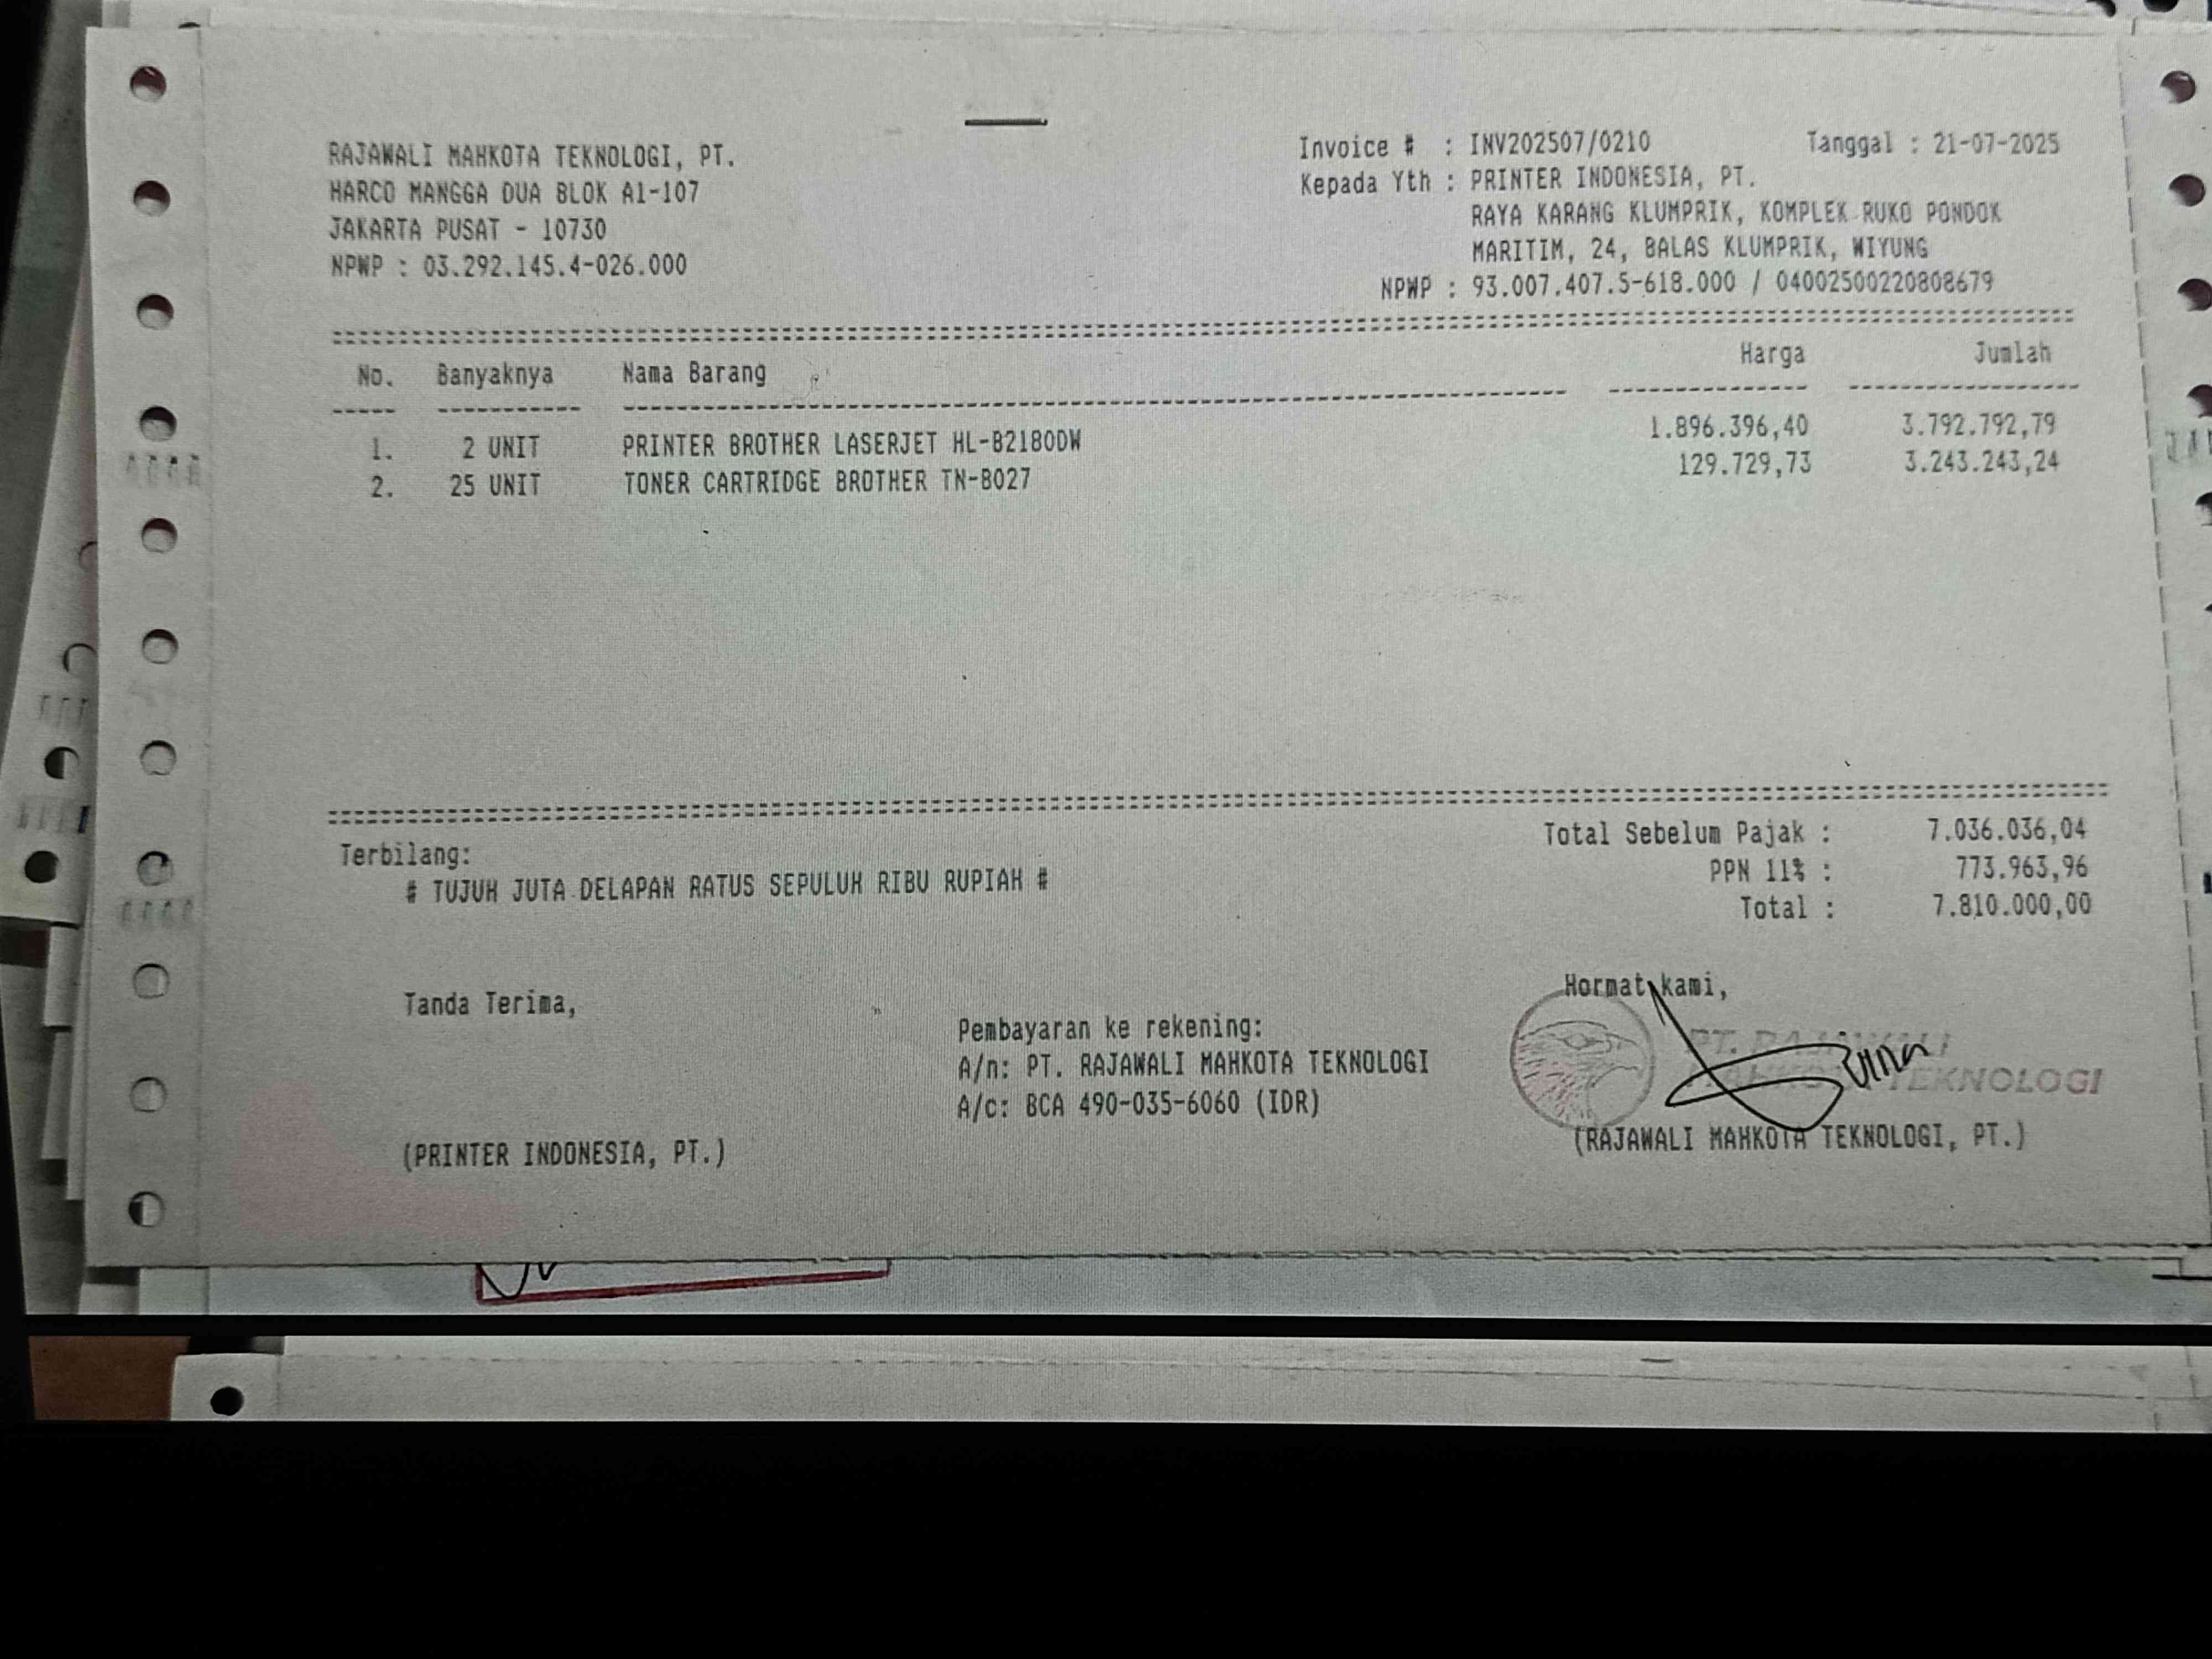 RAJAWALI MAHKOTA TEKNOLOGI, PT.
HARCO MANGGA DUA BLOK A1-107
JAKARTA PUSAT - 10730
NPWP : 03.292.145.4-026.000
Invoice # : INV202507/0210 Tanggal : 21-07-2025
Kepada Yth : PRINTER INDONESIA, PT.
RAYA KARANG KLUMPRIK, KOMPLEK RUKO PONDOK
MARITIM, 24, BALAS KLUMPRIK, WIYUNG
NPWP : 93.007.407.5-618.000 / 04002500220808679
No. Banyaknya Nama Barang Harga Jumlah
1. 2 UNIT PRINTER BROTHER LASERJET HL-B2180DW 1.896.396,40 3.792.792,79
2. 25 UNIT TONER CARTRIDGE BROTHER TN-B027 129.729,73 3.243.243,24
Total Sebelum Pajak : 7.036.036,04
PPN 11% : 773.963,96
Total : 7.810.000,00
Terbilang:
# TUJUH JUTA DELAPAN RATUS SEPULUH RIBU RUPIAH #
Tanda Terima,
(PRINTER INDONESIA, PT.)
Pembayaran ke rekening:
A/n: PT. RAJAWALI MAHKOTA TEKNOLOGI
A/c: BCA 490-035-6060 (IDR)
Hormat kami,
PT. RAJAWALI
MAHKOTA TEKNOLOGI
(RAJAWALI MAHKOTA TEKNOLOGI, PT.)